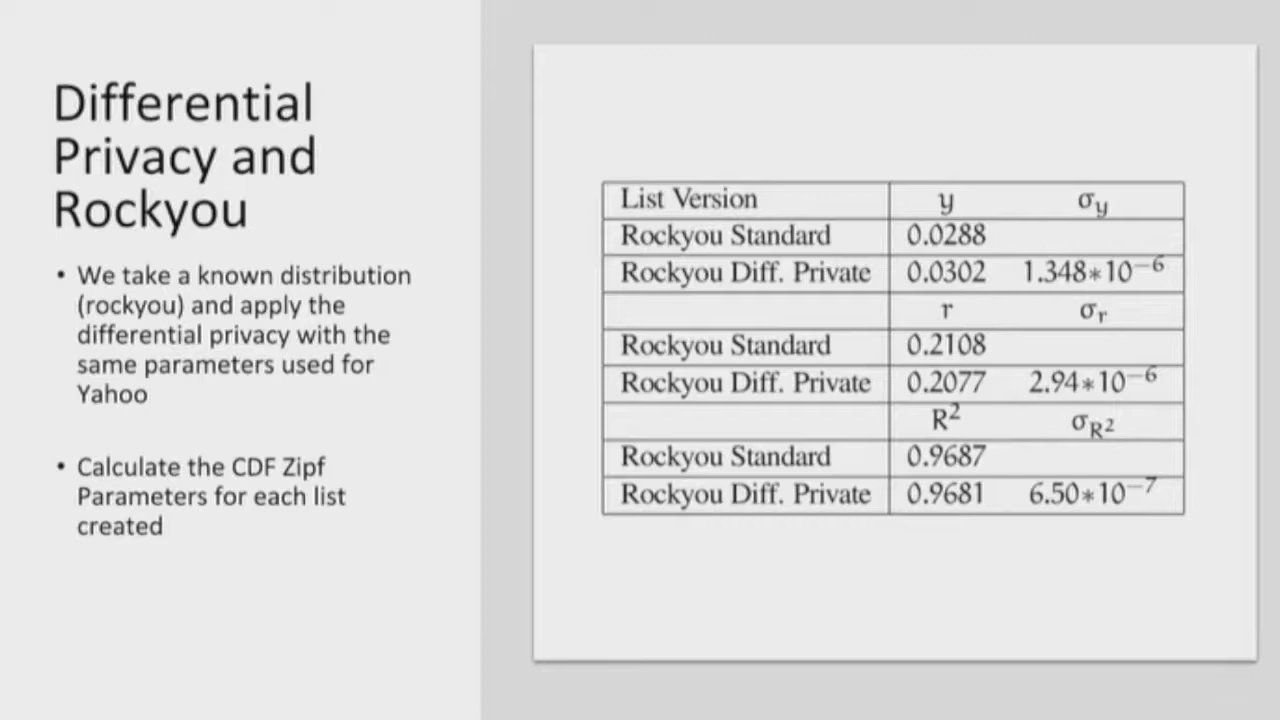 Differential
Privacy and
Rockyou
• We take a known distribution
(rockyou) and apply the
differential privacy with the
same parameters used for
Yahoo
• Calculate the CDF Zipf
Parameters for each list
created
List Version y σy
Rockyou Standard 0.0288
Rockyou Diff. Private 0.0302 1.348*10⁻⁶
r σr
Rockyou Standard 0.2108
Rockyou Diff. Private 0.2077 2.94*10⁻⁶
R² σR²
Rockyou Standard 0.9687
Rockyou Diff. Private 0.9681 6.50*10⁻⁷